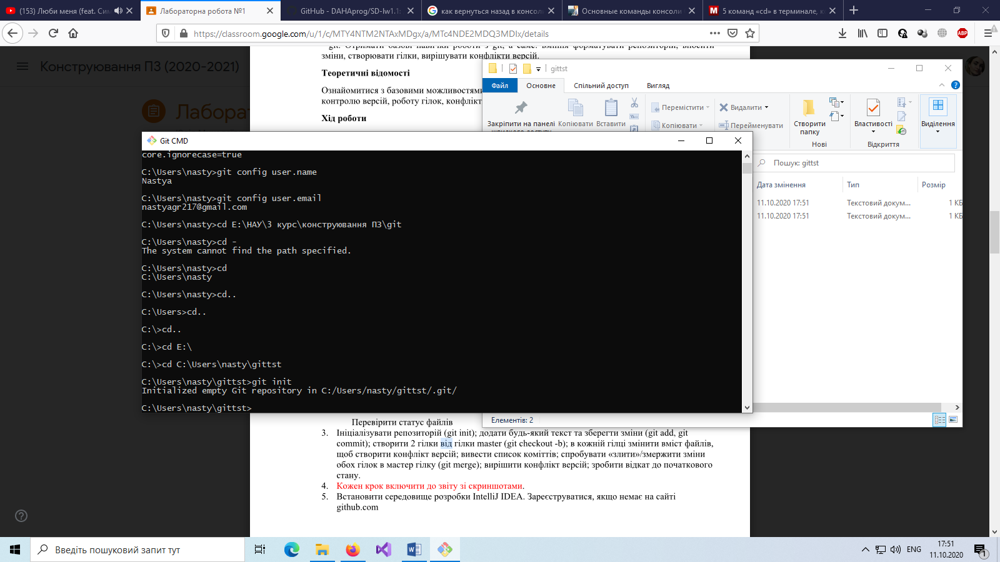 (153) Люби меня (feat. Сим
Лабораторна робота №1
GitHub - DAHAprog/SD-lw1.1:
как вернуться назад в консол
Основные команды консоли
5 команд «cd» в терминале, к
https://classroom.google.com/u/1/c/MTY4NTM2NTAxMDgx/a/MTc4NDE2MDQ3MDIx/details
ABP
Конструювання ПЗ (2020-2021)
Лаборат
git. Отримати базові навички роботи з git, а саме: вміння форматувати репозиторій, вносити
зміни, створювати гілки, вирішувати конфлікти версій.
Теоретичні відомості
Ознайомитися з базовими можливостями
контролю версій, роботу гілок, конфлікт
Хід роботи
gittst
Файл
Основне
Спільний доступ
Вигляд
Закріпити на панелі
швидкого доступу
Копіювати
Вставити
Перемістити
Копіювати
Видалити
Перейменувати
Створити
папку
Нові
Властивості
Відкриття
Виділення
Пошук: gittst
Дата змінення
Тип
Розмір
11.10.2020 17:51
Текстовий докум...
1 КБ
11.10.2020 17:51
Текстовий докум...
1 КБ
Елементів: 2
Git CMD
core.ignorecase=true
C:\Users\nasty>git config user.name
Nastya
C:\Users\nasty>git config user.email
nastyagr217@gmail.com
C:\Users\nasty>cd E:\НАУ\3 курс\конструювання ПЗ\git
C:\Users\nasty>cd -
The system cannot find the path specified.
C:\Users\nasty>cd
C:\Users\nasty
C:\Users\nasty>cd..
C:\Users>cd..
C:\>cd..
C:\>cd E:\
C:\>cd C:\Users\nasty\gittst
C:\Users\nasty\gittst>git init
Initialized empty Git repository in C:/Users/nasty/gittst/.git/
C:\Users\nasty\gittst>
Перевірити статус файлів
3. Ініціалізувати репозиторій (git init); додати будь-який текст та зберегти зміни (git add, git
commit); створити 2 гілки від гілки master (git checkout -b); в кожній гілці змінити вміст файлів,
щоб створити конфлікт версій; вивести список коміттів; спробувати «злити»/змержити зміни
обох гілок в мастер гілку (git merge); вирішити конфлікт версій; зробити відкат до початкового
стану.
4. Кожен крок включити до звіту зі скриншотами.
5. Встановити середовище розробки IntelliJ IDEA. Зареєструватися, якщо немає на сайті
github.com
Введіть пошуковий запит тут
ENG
17:51
11.10.2020
1